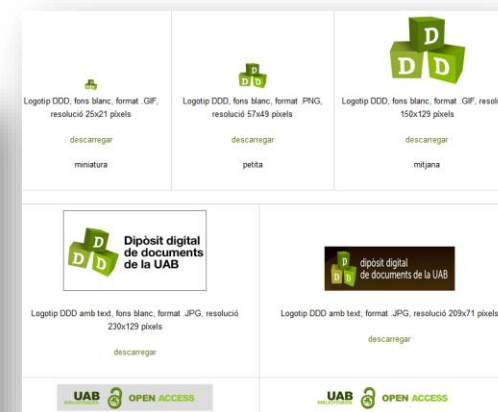 D
D D
Logotip DDD, fons blanc, format .GIF,
resolució 25x21 píxels
descarregar
miniatura
D
D D
Logotip DDD, fons blanc, format .PNG,
resolució 57x49 píxels
descarregar
petita
D
D D
Logotip DDD, fons blanc, format .GIF,
150x129 píxels
descarregar
mitjana
D
D D
Dipòsit digital
de documents
de la UAB
Logotip DDD amb text, fons blanc, format .JPG, resolució
230x129 píxels
descarregar
D
D D
dipòsit digital
de documents de la UAB
Logotip DDD amb text, format .JPG, resolució 209x71 píxels
descarregar
UAB
OPEN ACCESS
UAB
OPEN ACCESS